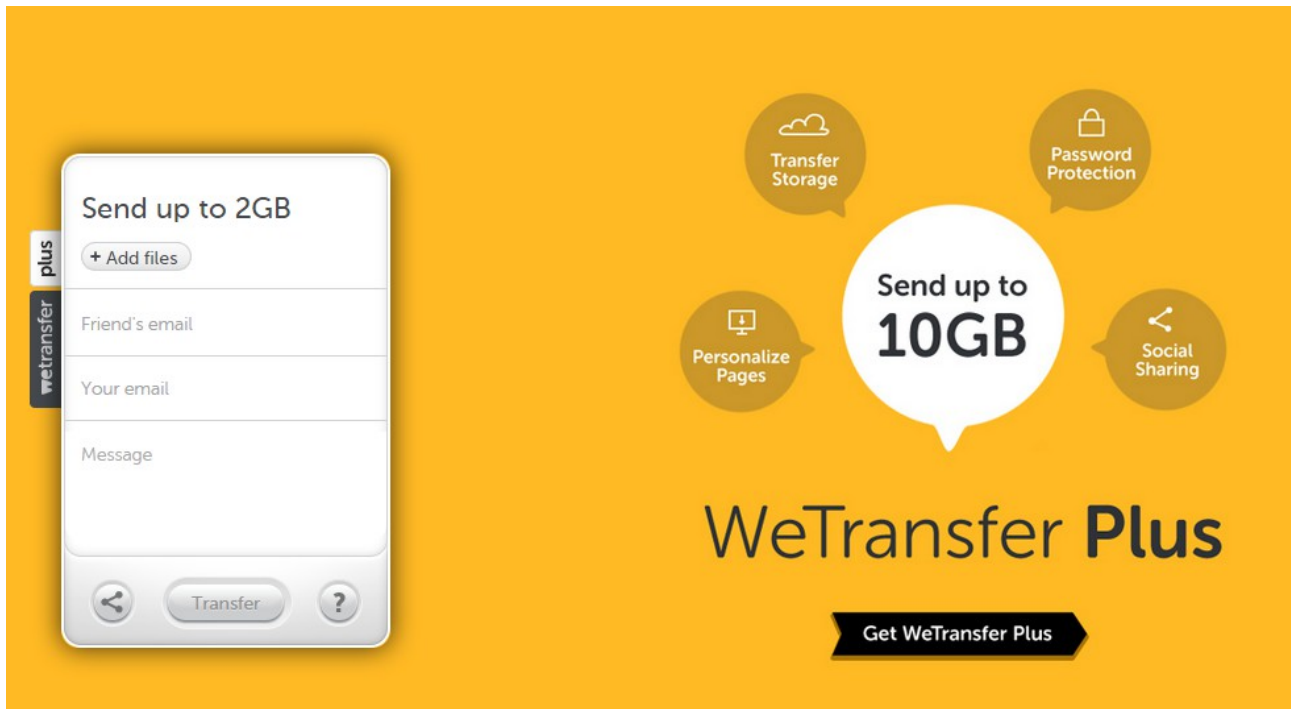 plus
wetransfer
Send up to 2GB
+ Add files
Friend's email
Your email
Message
Transfer
?
Transfer
Storage
Password
Protection
Send up to
10GB
Personalize
Pages
Social
Sharing
WeTransfer Plus
Get WeTransfer Plus